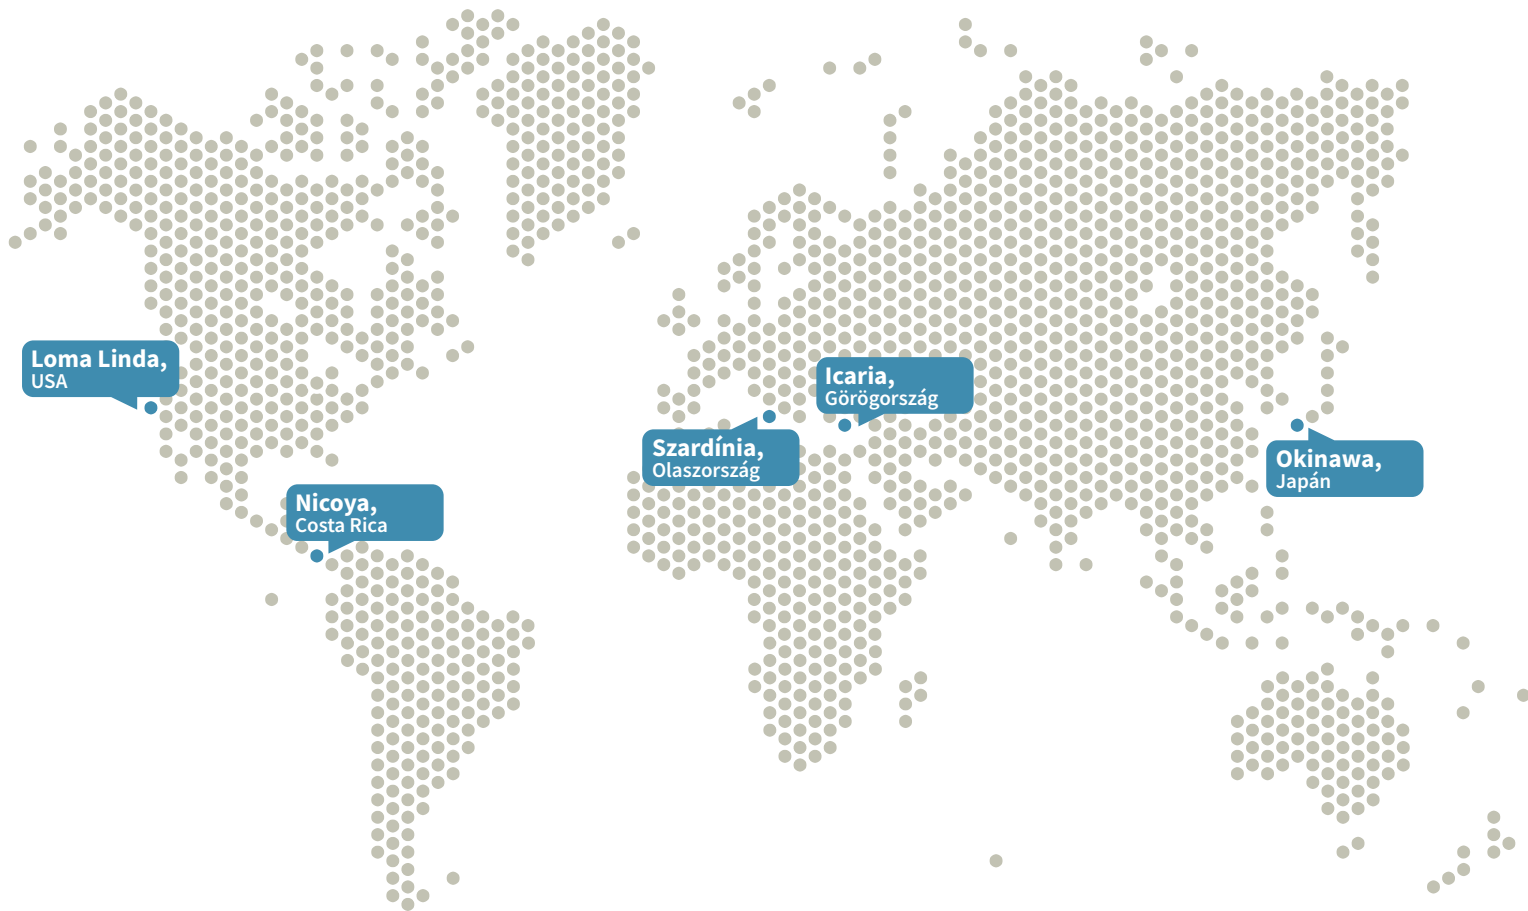 Loma Linda,
USA
Icaria,
Görögország
Szardínia,
Olaszország
Okinawa,
Japán
Nicoya,
Costa Rica